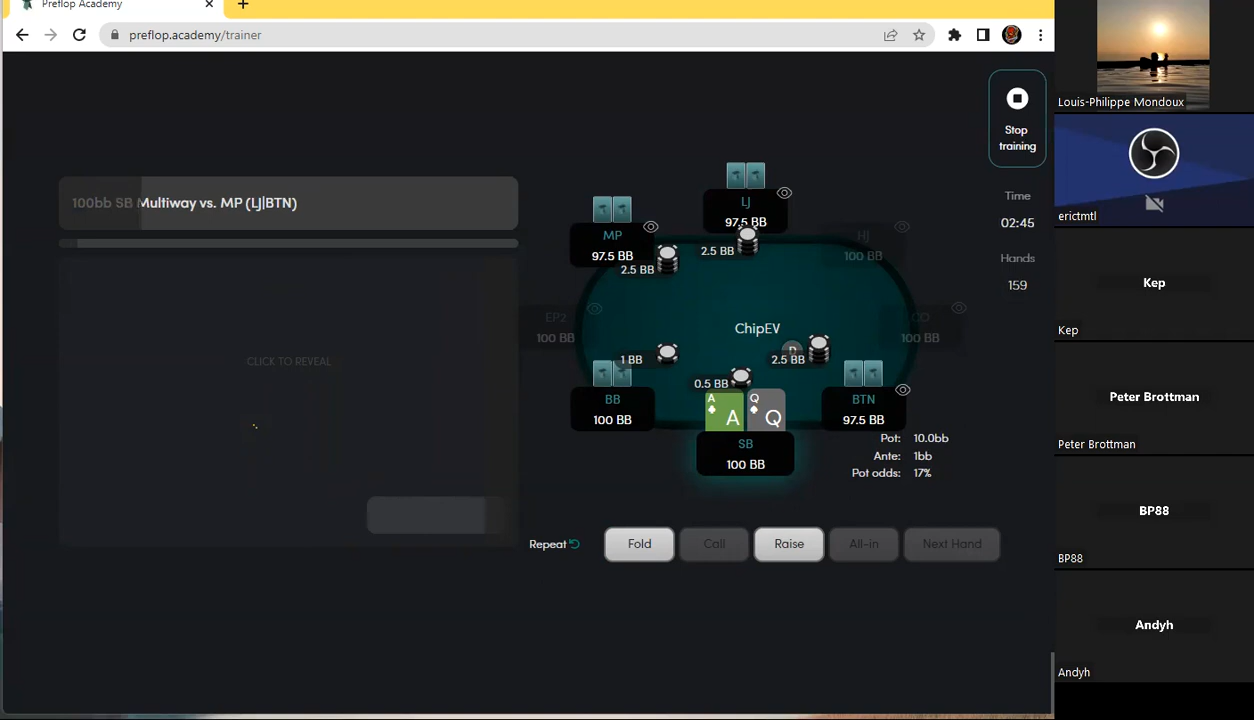 Preflop Academy
preflop.academy/trainer
Louis-Philippe Mondoux
Stop
training
LJ
97.5 BB
2.5 BB
100bb SB Multiway vs. MP (LJ|BTN)
Time
02:45
MP
97.5 BB
2.5 BB
HJ
100 BB
erictmtl
Hands
159
Kep
Kep
EP2
100 BB
ChipEV
CO
100 BB
CLICK TO REVEAL
1 BB
2.5 BB
0.5 BB
BB
100 BB
A
A
Q
Q
BTN
97.5 BB
Peter Brottman
Peter Brottman
SB
100 BB
Pot: 10.0bb
Ante: 1bb
Pot odds: 17%
BP88
BP88
Repeat
Fold
Call
Raise
All-in
Next Hand
Andyh
Andyh